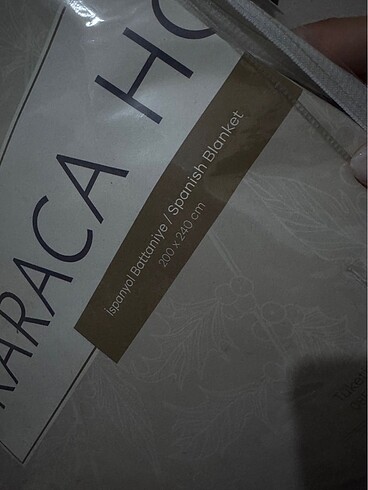 KARACA HO
İspanyol Battaniye / Spanish Blanket
200 x 240 cm